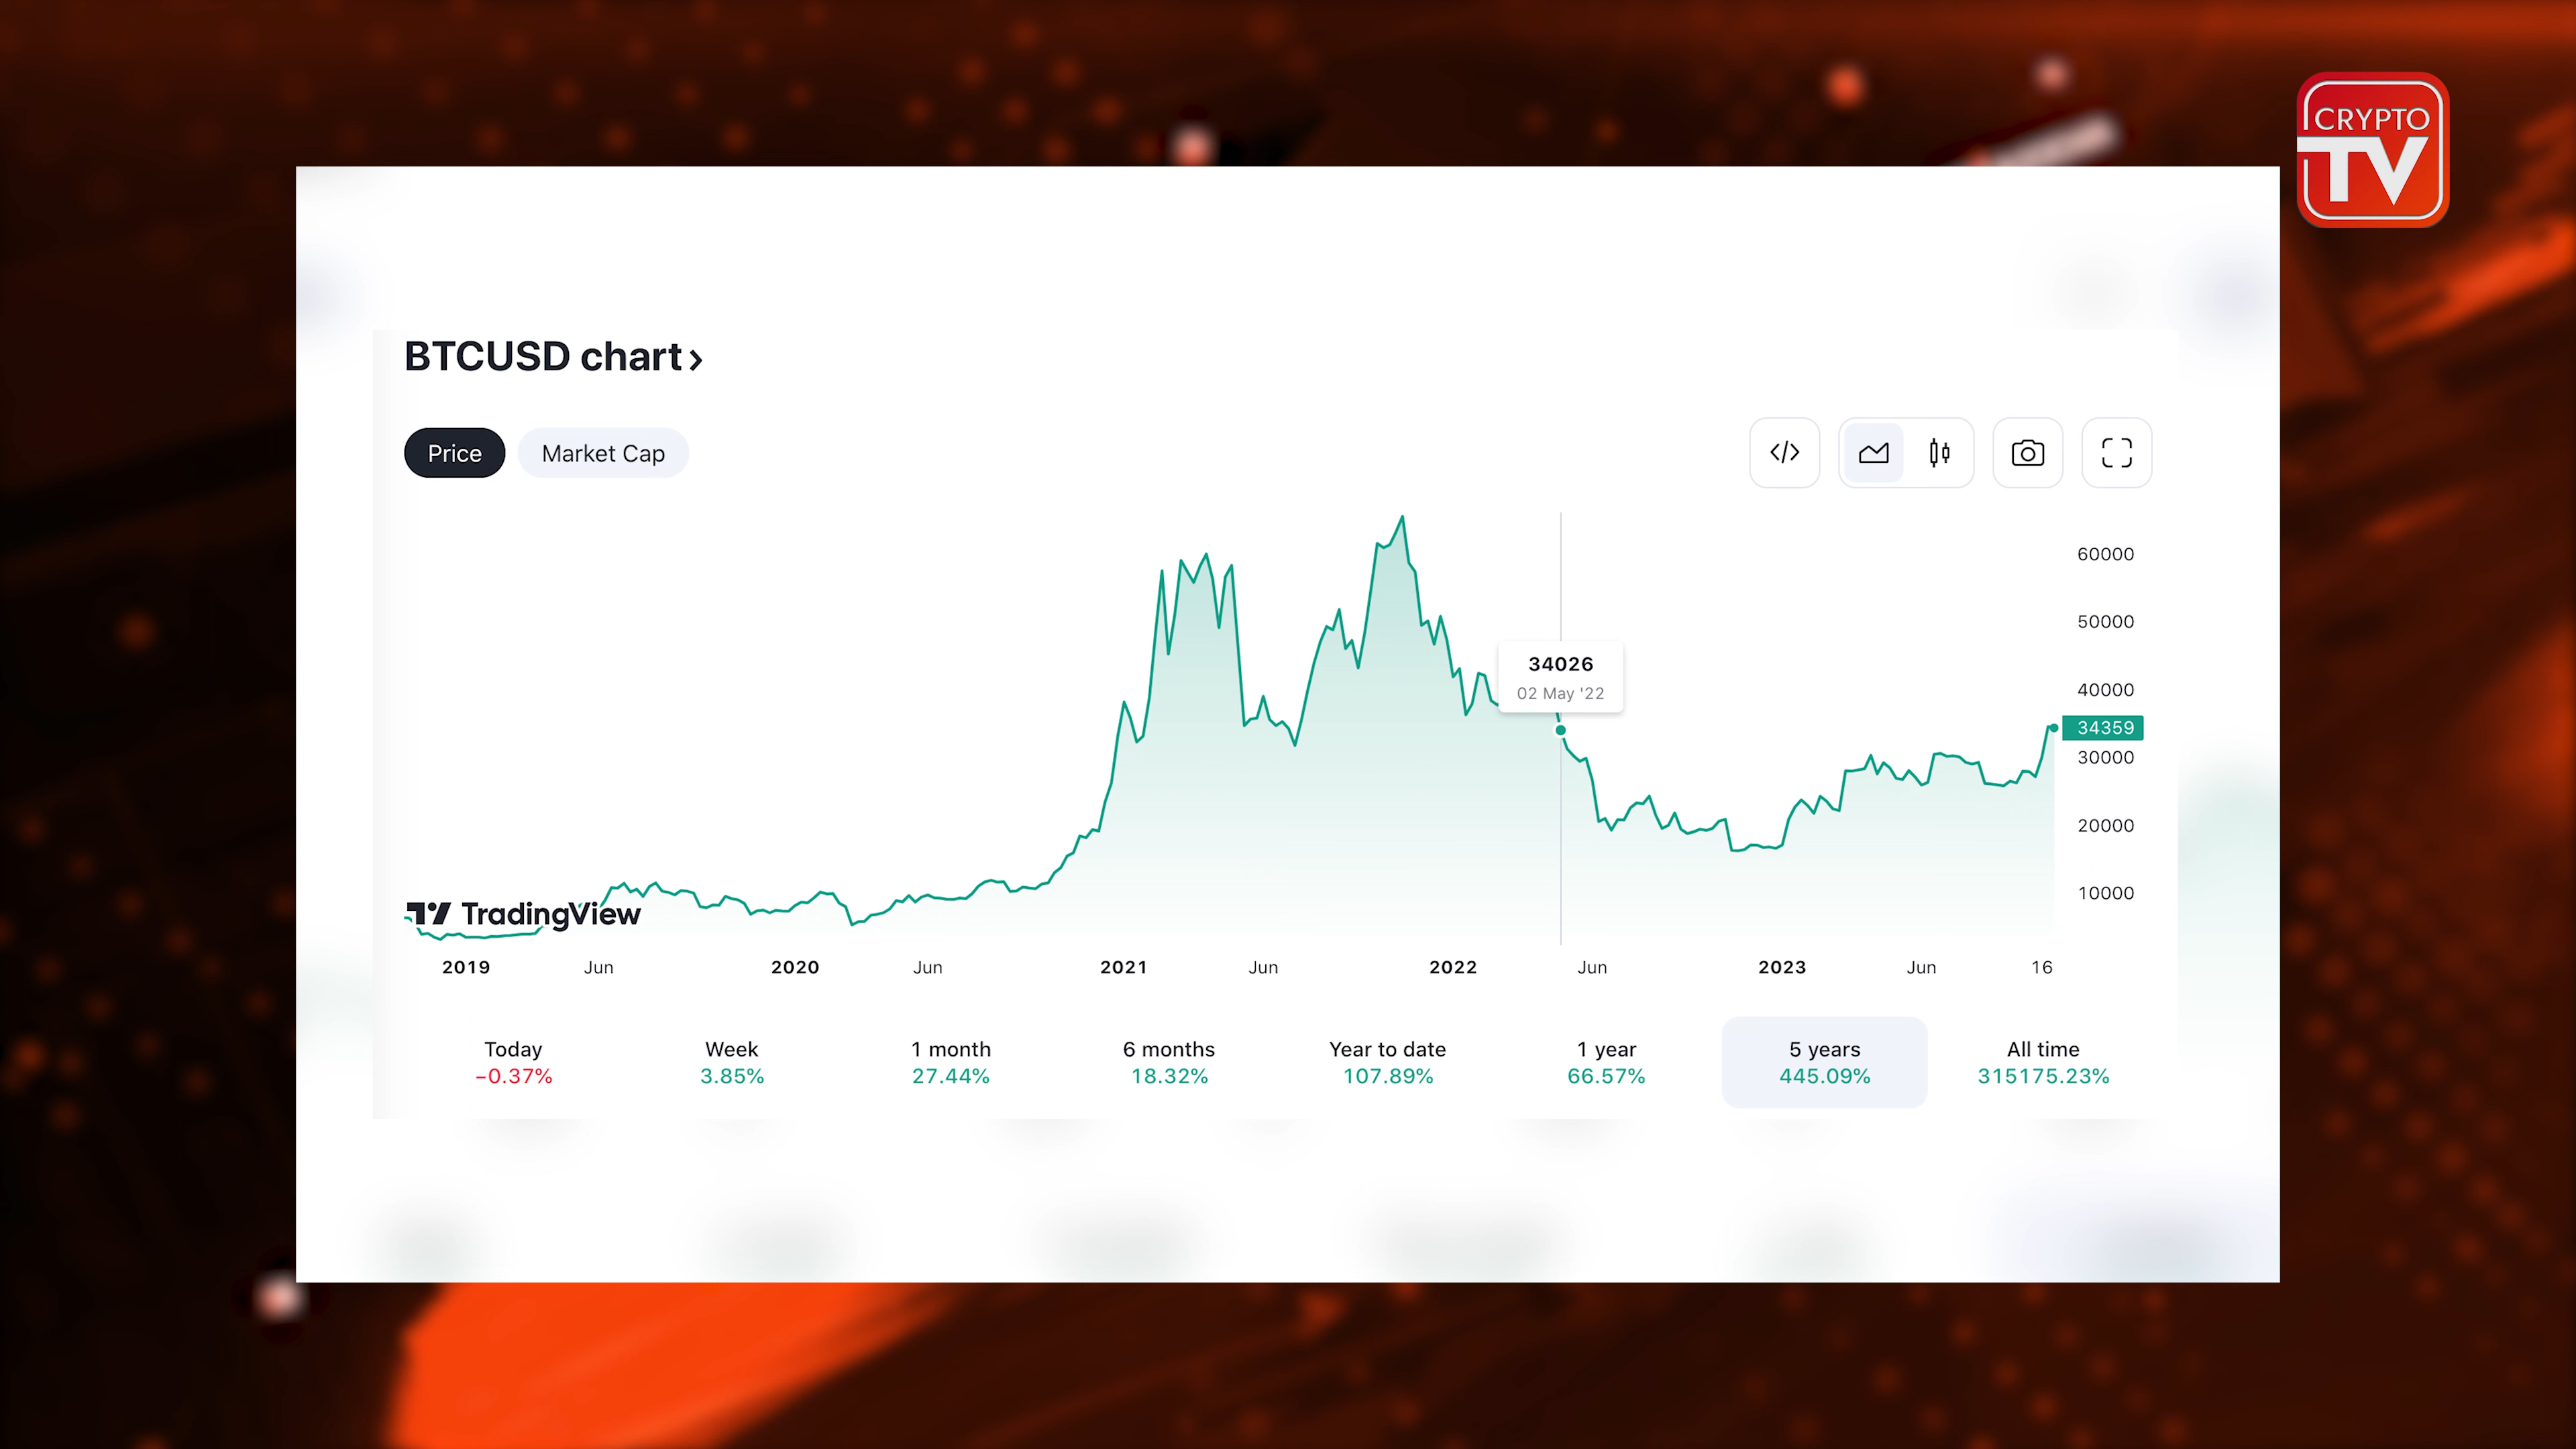 CRYPTO
TV
BTCUSD chart
Price Market Cap
60000
50000
34026
02 May '22
40000
34359
30000
20000
10000
TradingView
2019 Jun 2020 Jun 2021 Jun 2022 Jun 2023 Jun 16
Today Week 1 month 6 months Year to date 1 year 5 years All time
−0.37% 3.85% 27.44% 18.32% 107.89% 66.57% 445.09% 315175.23%